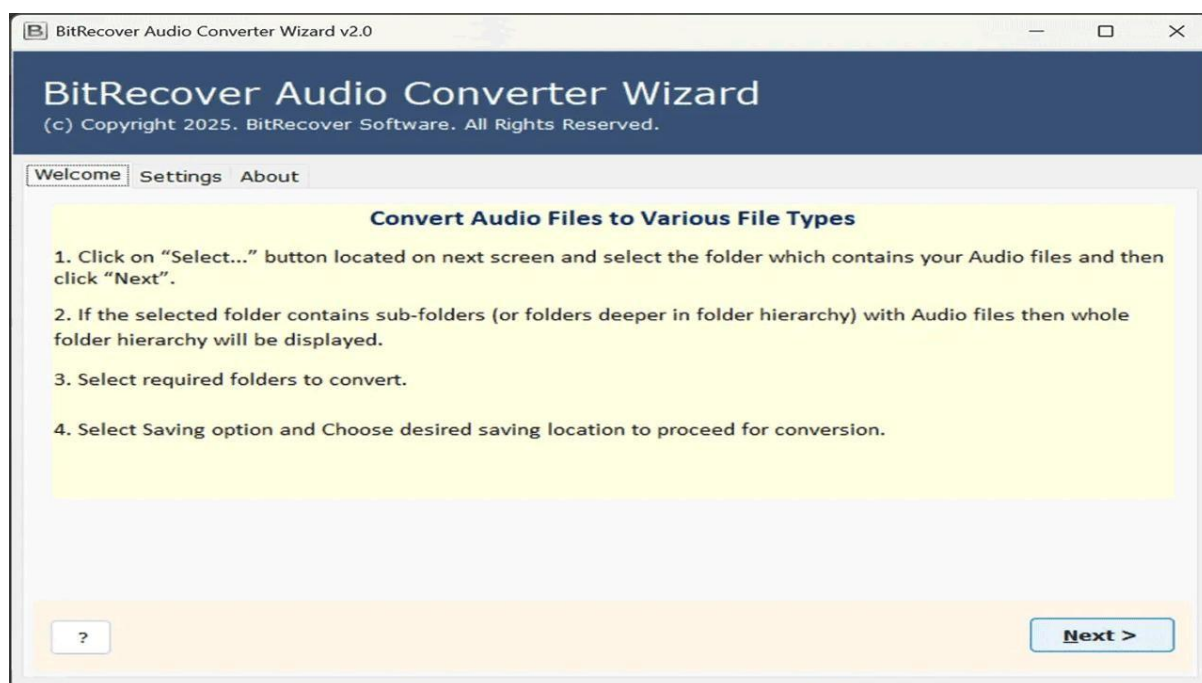 BitRecover Audio Converter Wizard v2.0
BitRecover Audio Converter Wizard
(c) Copyright 2025. BitRecover Software. All Rights Reserved.
Welcome Settings About
Convert Audio Files to Various File Types
1. Click on “Select...” button located on next screen and select the folder which contains your Audio files and then
click “Next”.
2. If the selected folder contains sub-folders (or folders deeper in folder hierarchy) with Audio files then whole
folder hierarchy will be displayed.
3. Select required folders to convert.
4. Select Saving option and Choose desired saving location to proceed for conversion.
? Next >